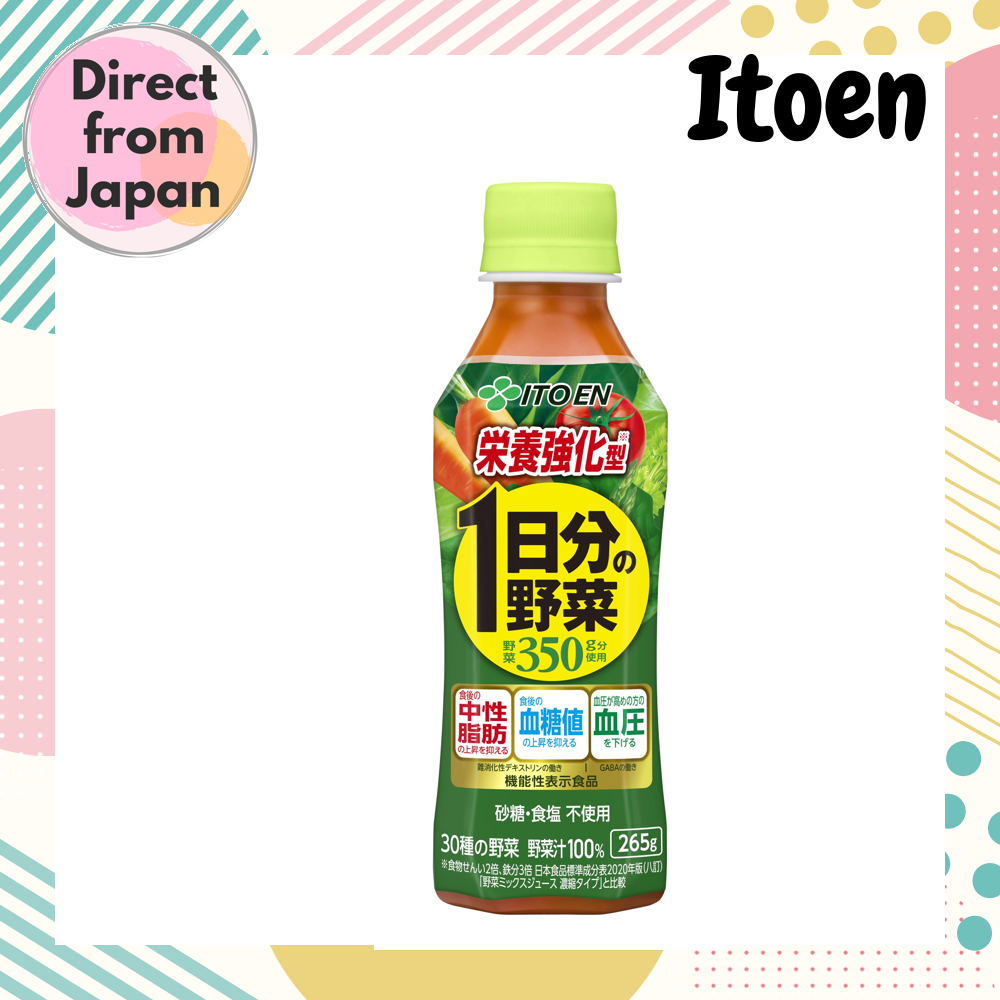 Direct
from
Japan
Itoen
ITO EN
栄養強化型※
1日分の
野菜
野菜350g分使用
食後の
中性
脂肪
の上昇を抑える
食後の
血糖値
の上昇を抑える
血圧が高めの方の
血圧
を下げる
難消化性デキストリンの働き
GABAの働き
機能性表示食品
砂糖・食塩 不使用
30種の野菜 野菜汁100% 265g
※食物せんい2倍、鉄分3倍 日本食品標準成分表2020年版(八訂)
「野菜ミックスジュース 濃縮タイプ」と比較